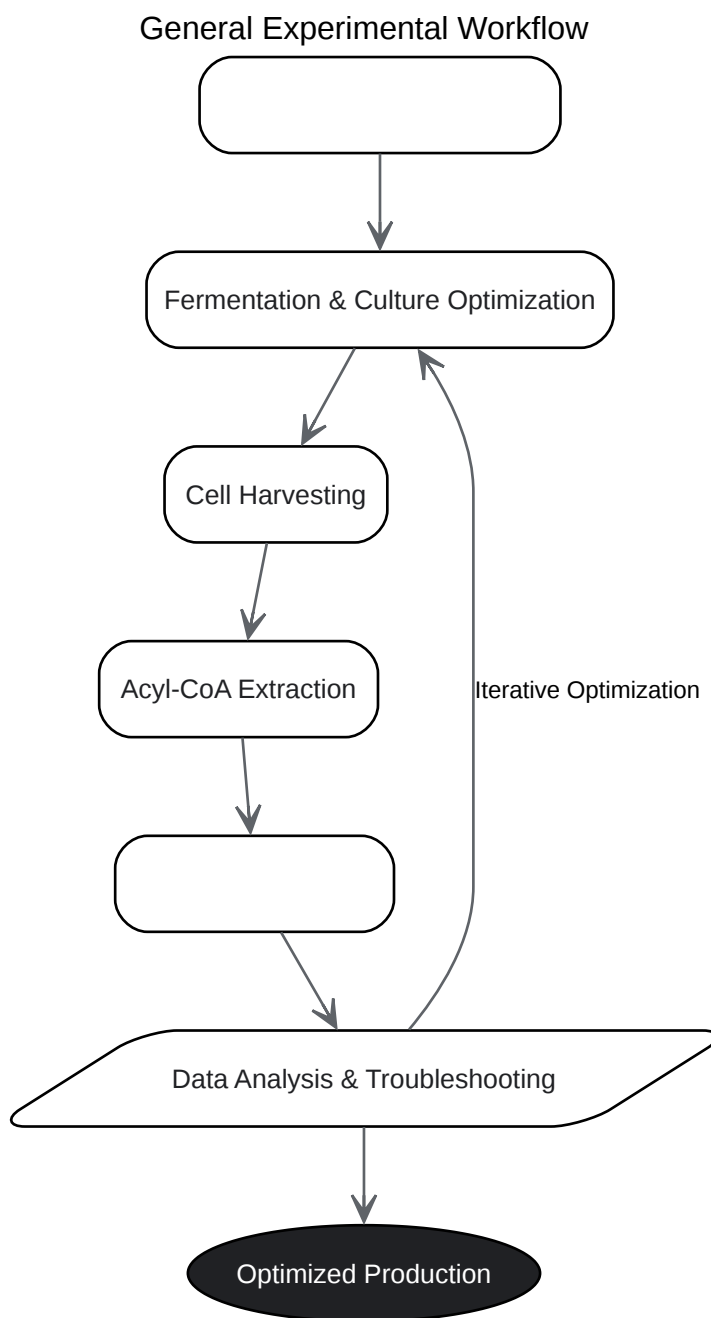 General Experimental Workflow
Fermentation & Culture Optimization
Cell Harvesting
Acyl-CoA Extraction
Iterative Optimization
Data Analysis & Troubleshooting
Optimized Production